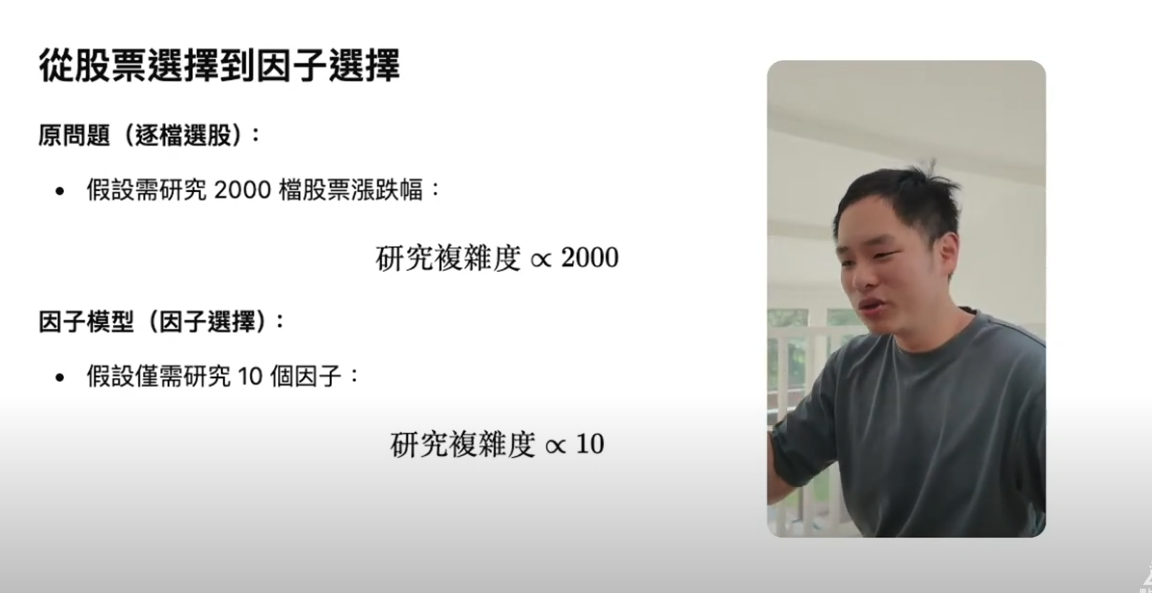 從股票選擇到因子選擇
原問題（逐檔選股）：
• 假設需研究 2000 檔股票漲跌幅：
研究複雜度 ∝ 2000
因子模型（因子選擇）：
• 假設僅需研究 10 個因子：
研究複雜度 ∝ 10